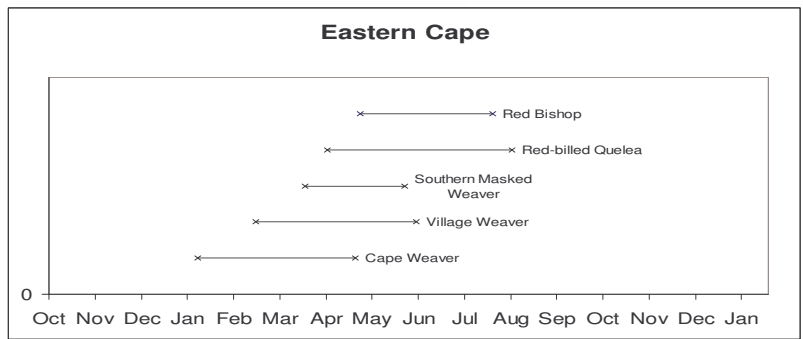 Eastern Cape
Red Bishop
Red-billed Quelea
Southern Masked
Weaver
Village Weaver
Cape Weaver
0
Oct Nov Dec Jan Feb Mar Apr May Jun Jul Aug Sep Oct Nov Dec Jan